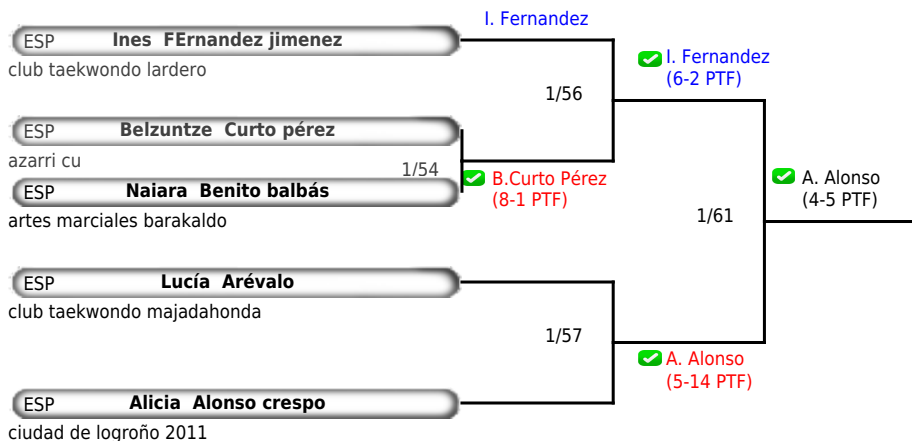 I. Fernandez
ESP Ines FErnandez jimenez
club taekwondo lardero
I. Fernandez
(6-2 PTF)
1/56
ESP Belzuntze Curto pérez
azarri cu
1/54
B.Curto Pérez
(8-1 PTF)
ESP Naiara Benito balbás
artes marciales barakaldo
A. Alonso
(4-5 PTF)
1/61
ESP Lucía Arévalo
club taekwondo majadahonda
1/57
A. Alonso
(5-14 PTF)
ESP Alicia Alonso crespo
ciudad de logroño 2011